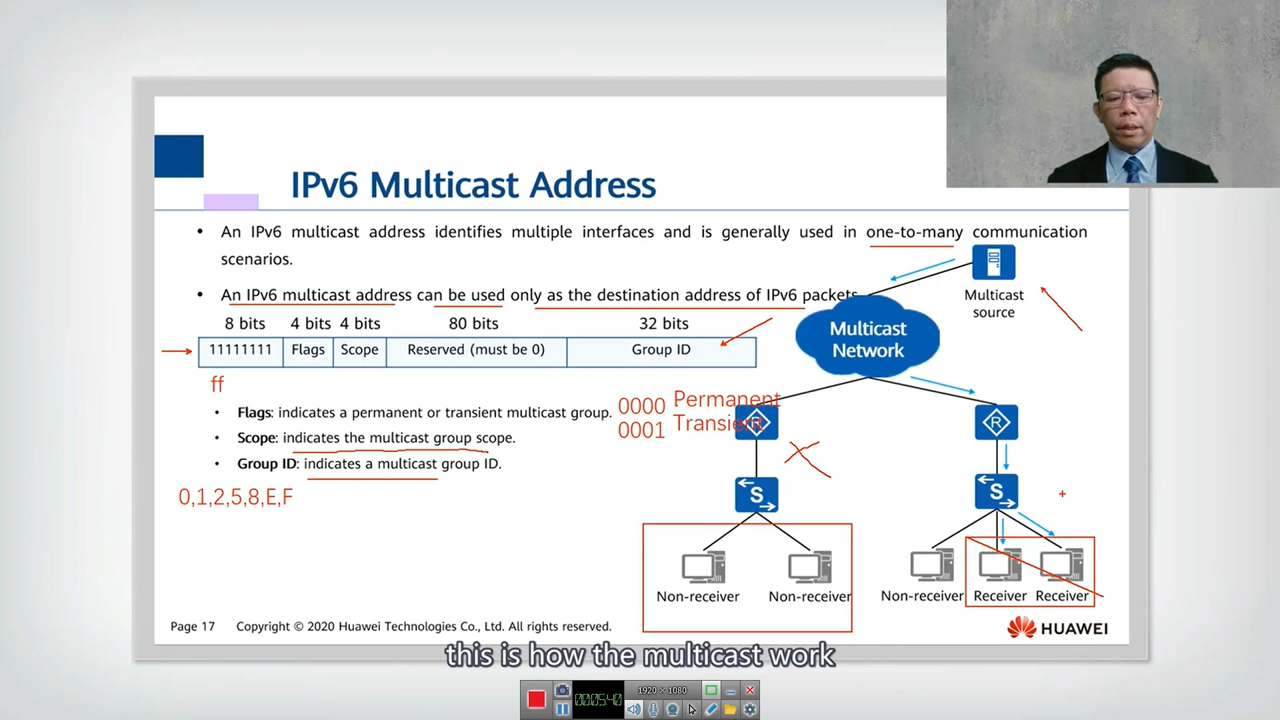 IPv6 Multicast Address
• An IPv6 multicast address identifies multiple interfaces and is generally used in one-to-many communication
scenarios.
• An IPv6 multicast address can be used only as the destination address of IPv6 packets.
8 bits 4 bits 4 bits 80 bits 32 bits
11111111 Flags Scope Reserved (must be 0) Group ID
ff
• Flags: indicates a permanent or transient multicast group.
• Scope: indicates the multicast group scope.
• Group ID: indicates a multicast group ID.
0,1,2,5,8,E,F
0000 Permanent
0001 Transient
Multicast
source
Multicast
Network
R
R
S
S
Non-receiver Non-receiver Non-receiver Receiver Receiver
Page 17 Copyright © 2020 Huawei Technologies Co., Ltd. All rights reserved.
HUAWEI
this is how the multicast work
1920 × 1080
00:05:40